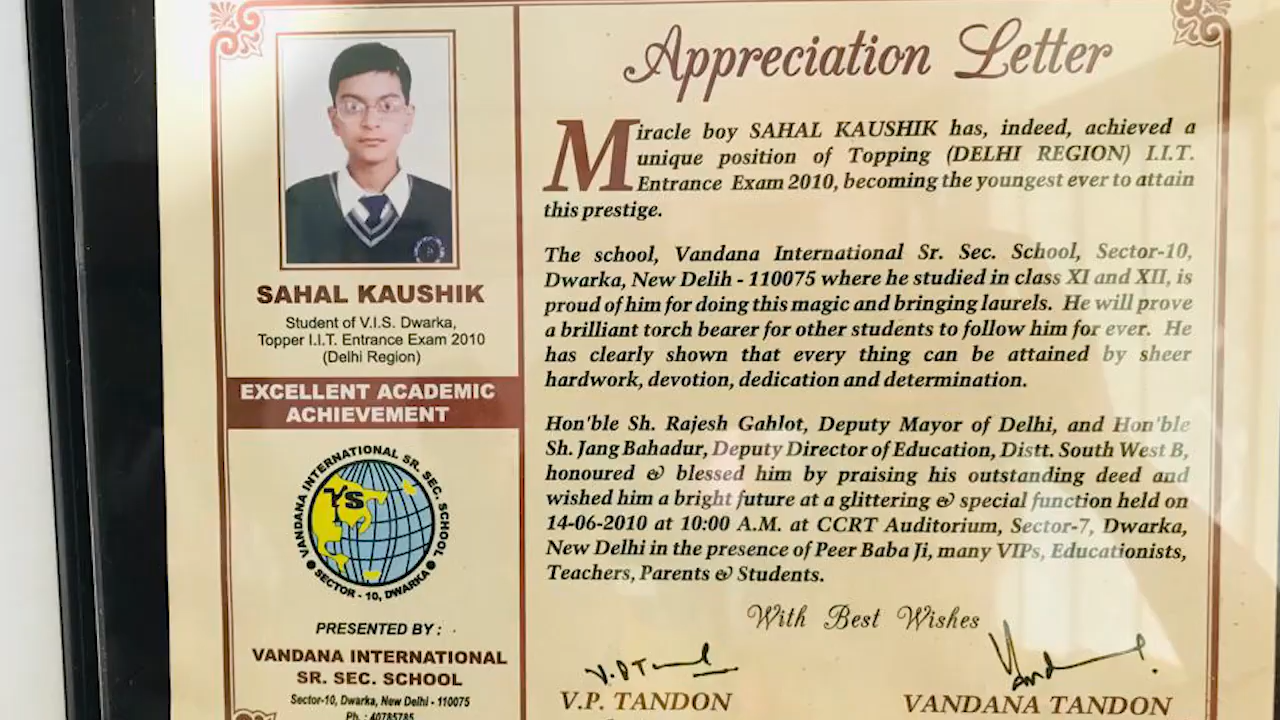 SAHAL KAUSHIK
Student of V.I.S. Dwarka,
Topper I.I.T. Entrance Exam 2010
(Delhi Region)
EXCELLENT ACADEMIC
ACHIEVEMENT
VANDANA INTERNATIONAL SR. SEC. SCHOOL
SECTOR - 10, DWARKA
PRESENTED BY :
VANDANA INTERNATIONAL
SR. SEC. SCHOOL
Sector-10, Dwarka, New Delhi - 110075
Ph. : 40785785
Appreciation Letter
Miracle boy SAHAL KAUSHIK has, indeed, achieved a
unique position of Topping (DELHI REGION) I.I.T.
Entrance Exam 2010, becoming the youngest ever to attain
this prestige.
The school, Vandana International Sr. Sec. School, Sector-10,
Dwarka, New Delih - 110075 where he studied in class XI and XII, is
proud of him for doing this magic and bringing laurels. He will prove
a brilliant torch bearer for other students to follow him for ever. He
has clearly shown that every thing can be attained by sheer
hardwork, devotion, dedication and determination.
Hon'ble Sh. Rajesh Gahlot, Deputy Mayor of Delhi, and Hon'ble
Sh. Jang Bahadur, Deputy Director of Education, Distt. South West B,
honoured & blessed him by praising his outstanding deed and
wished him a bright future at a glittering & special function held on
14-06-2010 at 10:00 A.M. at CCRT Auditorium, Sector-7, Dwarka,
New Delhi in the presence of Peer Baba Ji, many VIPs, Educationists,
Teachers, Parents & Students.
With Best Wishes
V.P. TANDON
VANDANA TANDON